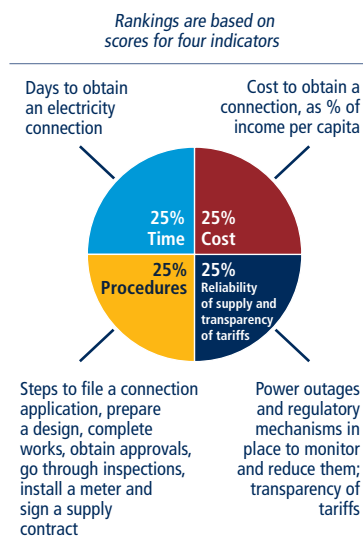 Rankings are based on
scores for four indicators
Days to obtain
an electricity
connection
Cost to obtain a
connection, as % of
income per capita
25%
Time
25%
Cost
25%
Procedures
25%
Reliability
of supply and
transparency
of tariffs
Steps to file a connection
application, prepare
a design, complete
works, obtain approvals,
go through inspections,
install a meter and
sign a supply
contract
Power outages
and regulatory
mechanisms in
place to monitor
and reduce them;
transparency of
tariffs